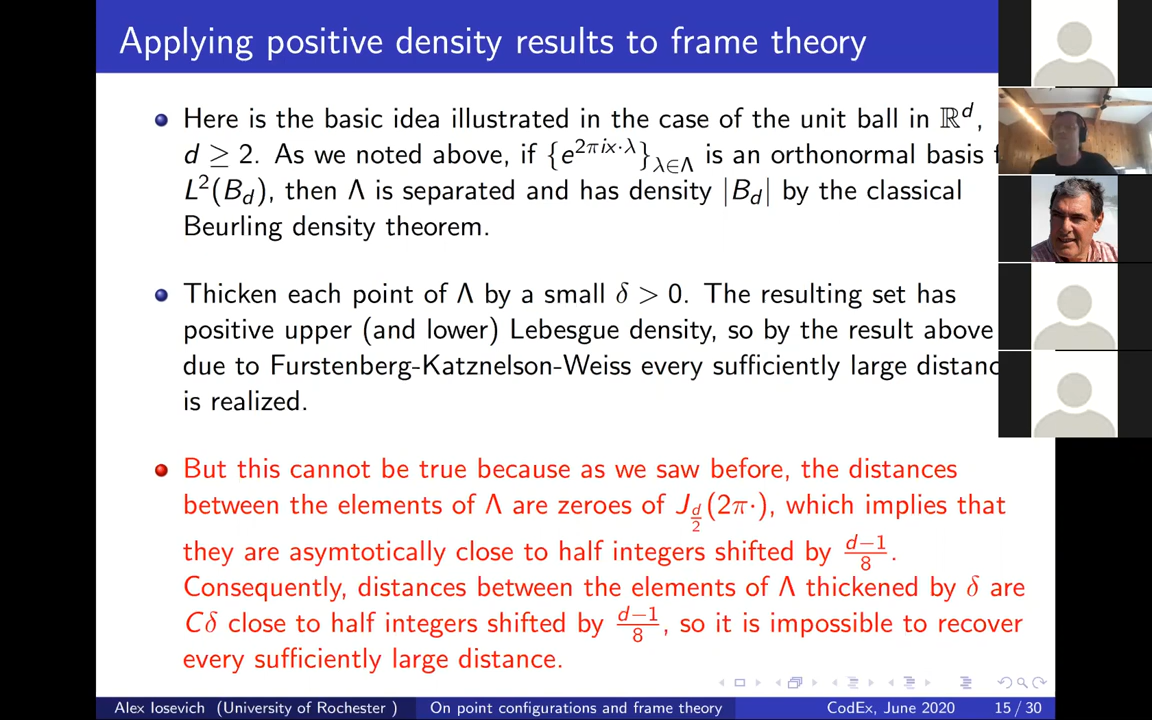 Applying positive density results to frame theory
Here is the basic idea illustrated in the case of the unit ball in ℝᵈ,
d ≥ 2. As we noted above, if {e^{2πix·λ}}_{λ∈Λ} is an orthonormal basis
L²(B_d), then Λ is separated and has density |B_d| by the classical
Beurling density theorem.
Thicken each point of Λ by a small δ > 0. The resulting set has
positive upper (and lower) Lebesgue density, so by the result above
due to Furstenberg-Katznelson-Weiss every sufficiently large distanc
is realized.
But this cannot be true because as we saw before, the distances
between the elements of Λ are zeroes of J_{d/2}(2π·), which implies that
they are asymtotically close to half integers shifted by (d−1)/8.
Consequently, distances between the elements of Λ thickened by δ are
Cδ close to half integers shifted by (d−1)/8, so it is impossible to recover
every sufficiently large distance.
Alex Iosevich (University of Rochester ) On point configurations and frame theory CodEx, June 2020 15 / 30